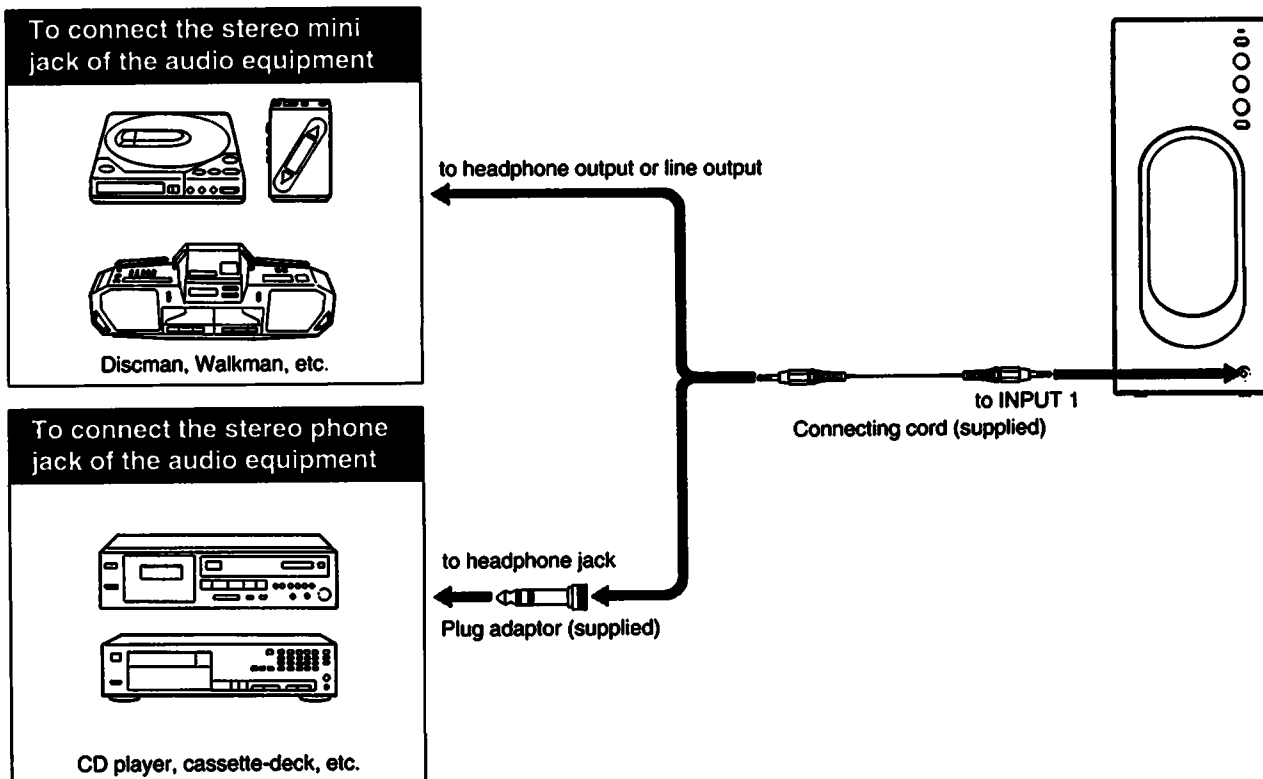 To connect the stereo mini
jack of the audio equipment
Discman, Walkman, etc.
to headphone output or line output
to INPUT 1
Connecting cord (supplied)
To connect the stereo phone
jack of the audio equipment
to headphone jack
Plug adaptor (supplied)
CD player, cassette-deck, etc.